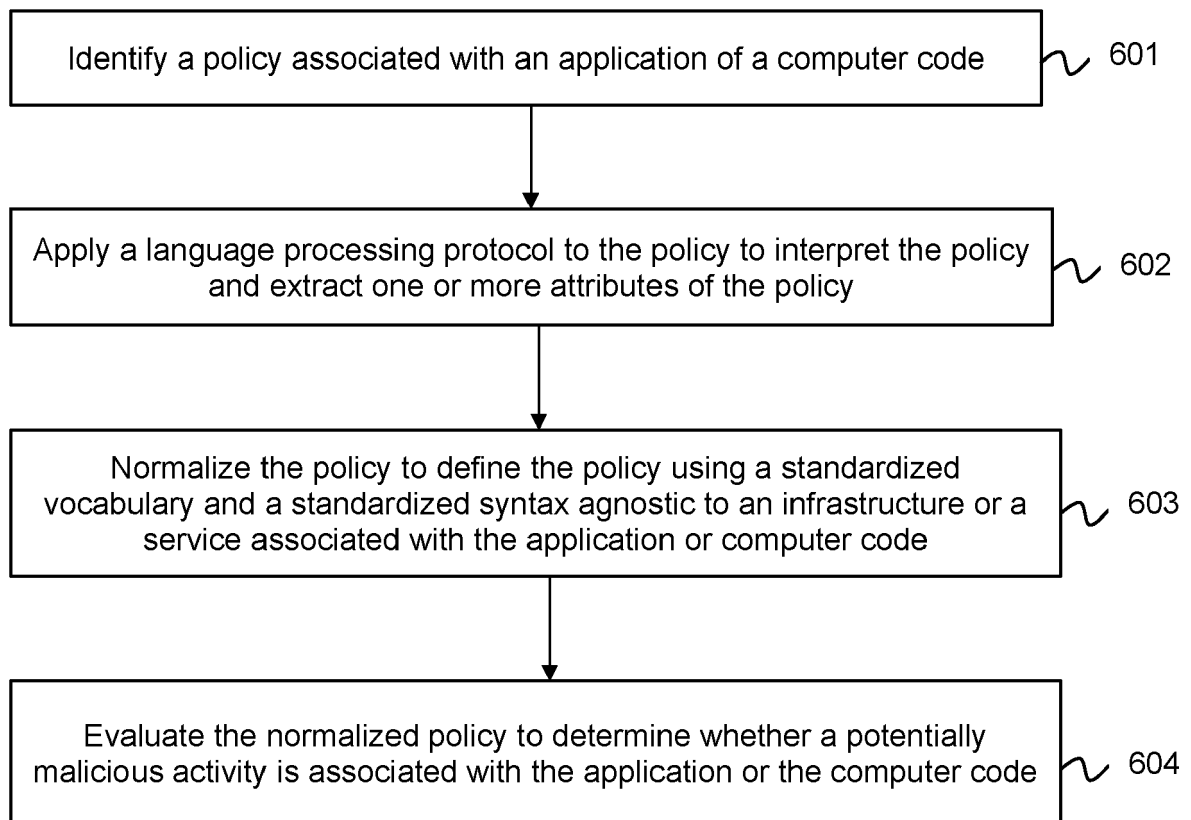 Identify a policy associated with an application of a computer code
601
Apply a language processing protocol to the policy to interpret the policy
and extract one or more attributes of the policy
602
Normalize the policy to define the policy using a standardized
vocabulary and a standardized syntax agnostic to an infrastructure or a
service associated with the application or computer code
603
Evaluate the normalized policy to determine whether a potentially
malicious activity is associated with the application or the computer code
604